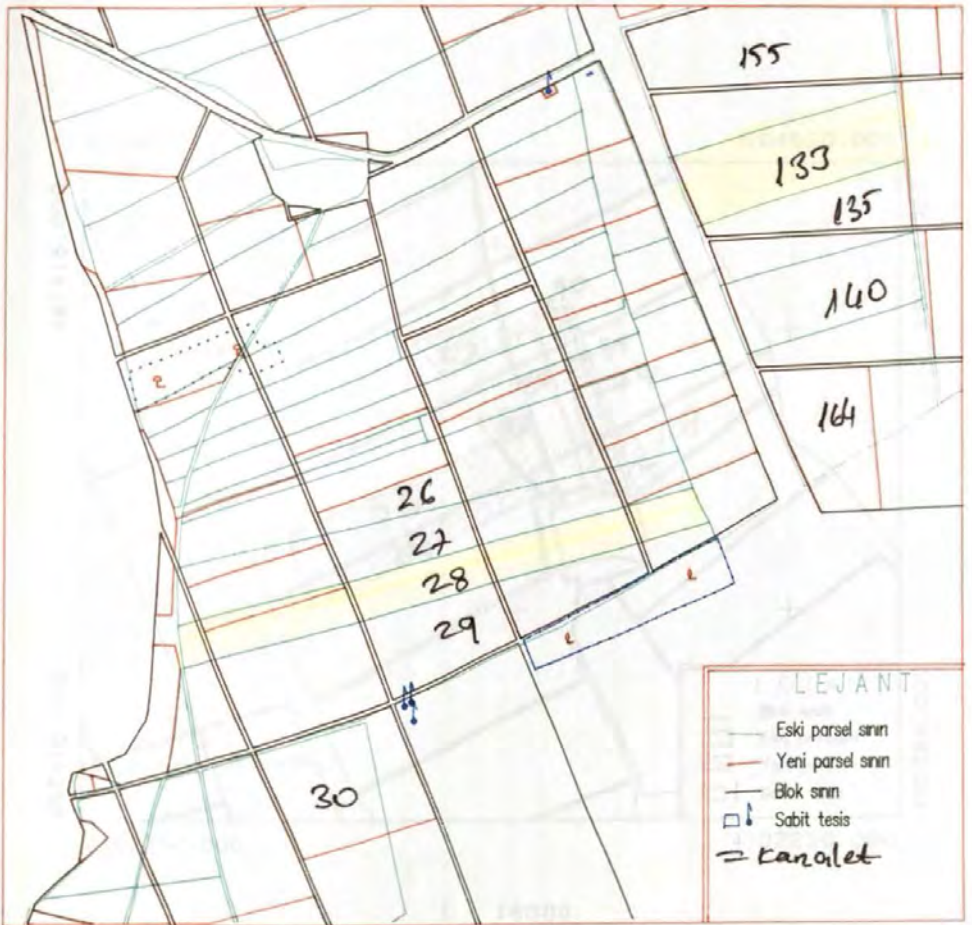 155
133
135
140
164
26
27
28
29
30
LEJANT
Eski parsel sınırı
Yeni parsel sınırı
Blok sınırı
Sabit tesis
= Kanalet